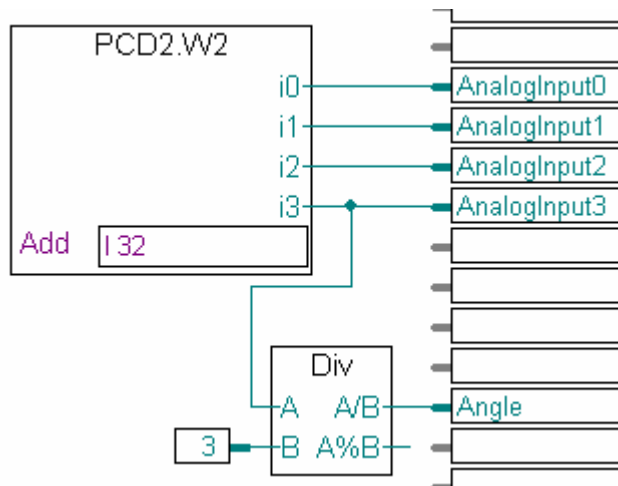 PCD2.W2
i0
AnalogInput0
i1
AnalogInput1
i2
AnalogInput2
i3
AnalogInput3
Add
I 32
Div
A
A/B
Angle
3
B
A%B